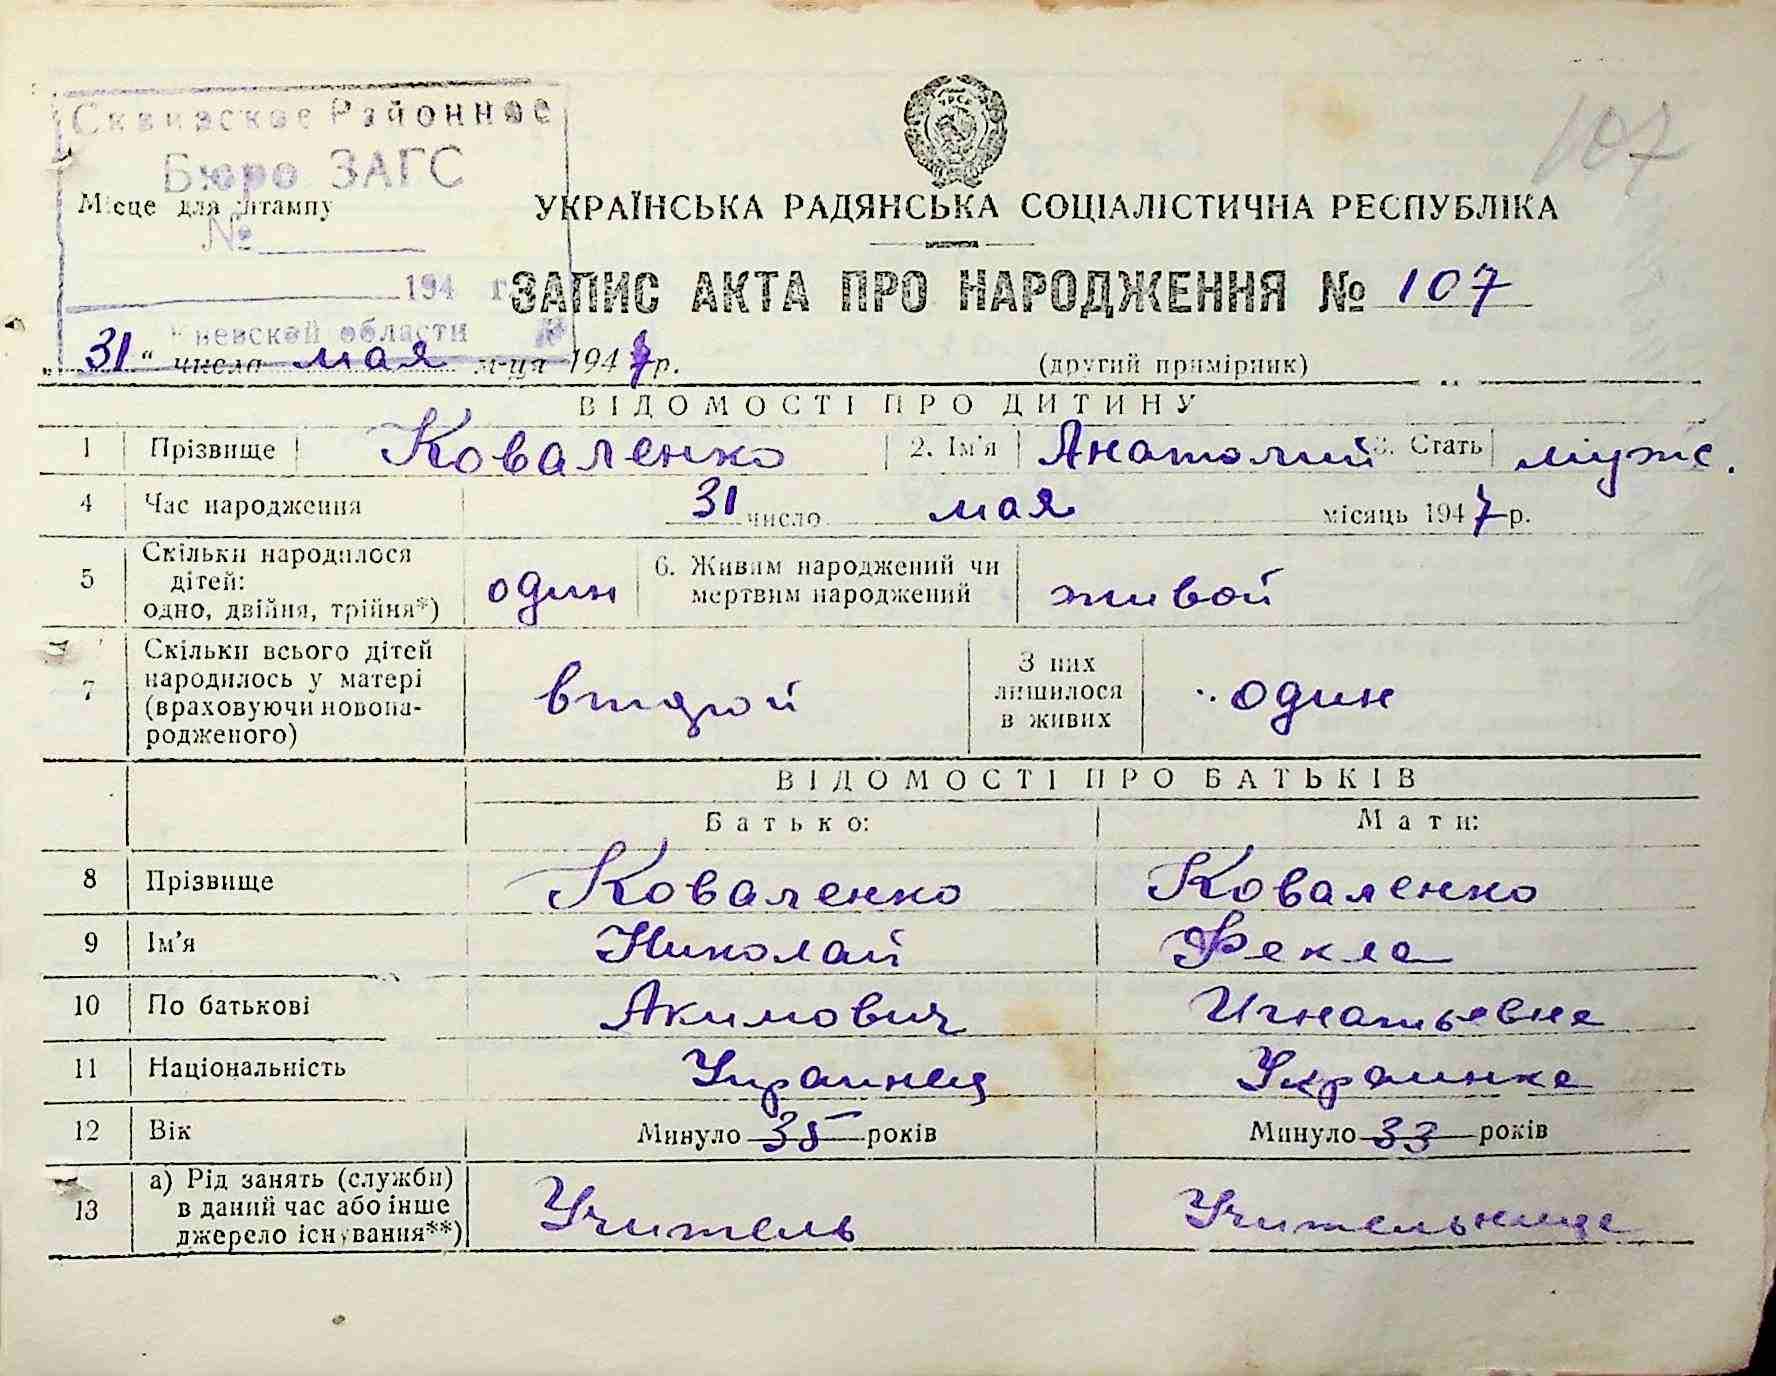 107
Сквирское Районное
Бюро ЗАГС
Місце для штампу
№
194 г.
Киевской области
УРСР
УКРАЇНСЬКА РАДЯНСЬКА СОЦІАЛІСТИЧНА РЕСПУБЛІКА
ЗАПИС АКТА ПРО НАРОДЖЕННЯ № 107
„31“ числа мая м-ця 1947 р. (другий примірник)
ВІДОМОСТІ ПРО ДИТИНУ
1 Прізвище Коваленко 2. Ім'я Анатолий 3. Стать мужс.
4 Час народження 31 число мая місяць 1947 р.
5 Скільки народилося
дітей:
одно, двійня, трійня*) один 6. Живим народжений чи
мертвим народжений живой
7 Скільки всього дітей
народилось у матері
(враховуючи новона-
родженого) второй З них
лишилося
в живих один
ВІДОМОСТІ ПРО БАТЬКІВ
Батько: Мати:
8 Прізвище Коваленко Коваленко
9 Ім'я Николай Фекла
10 По батькові Акимович Игнатьевна
11 Національність Украинец Украинка
12 Вік Минуло 35 років Минуло 33 років
13 а) Рід занять (служби)
в даний час або інше
джерело існування**) Учитель Учительница